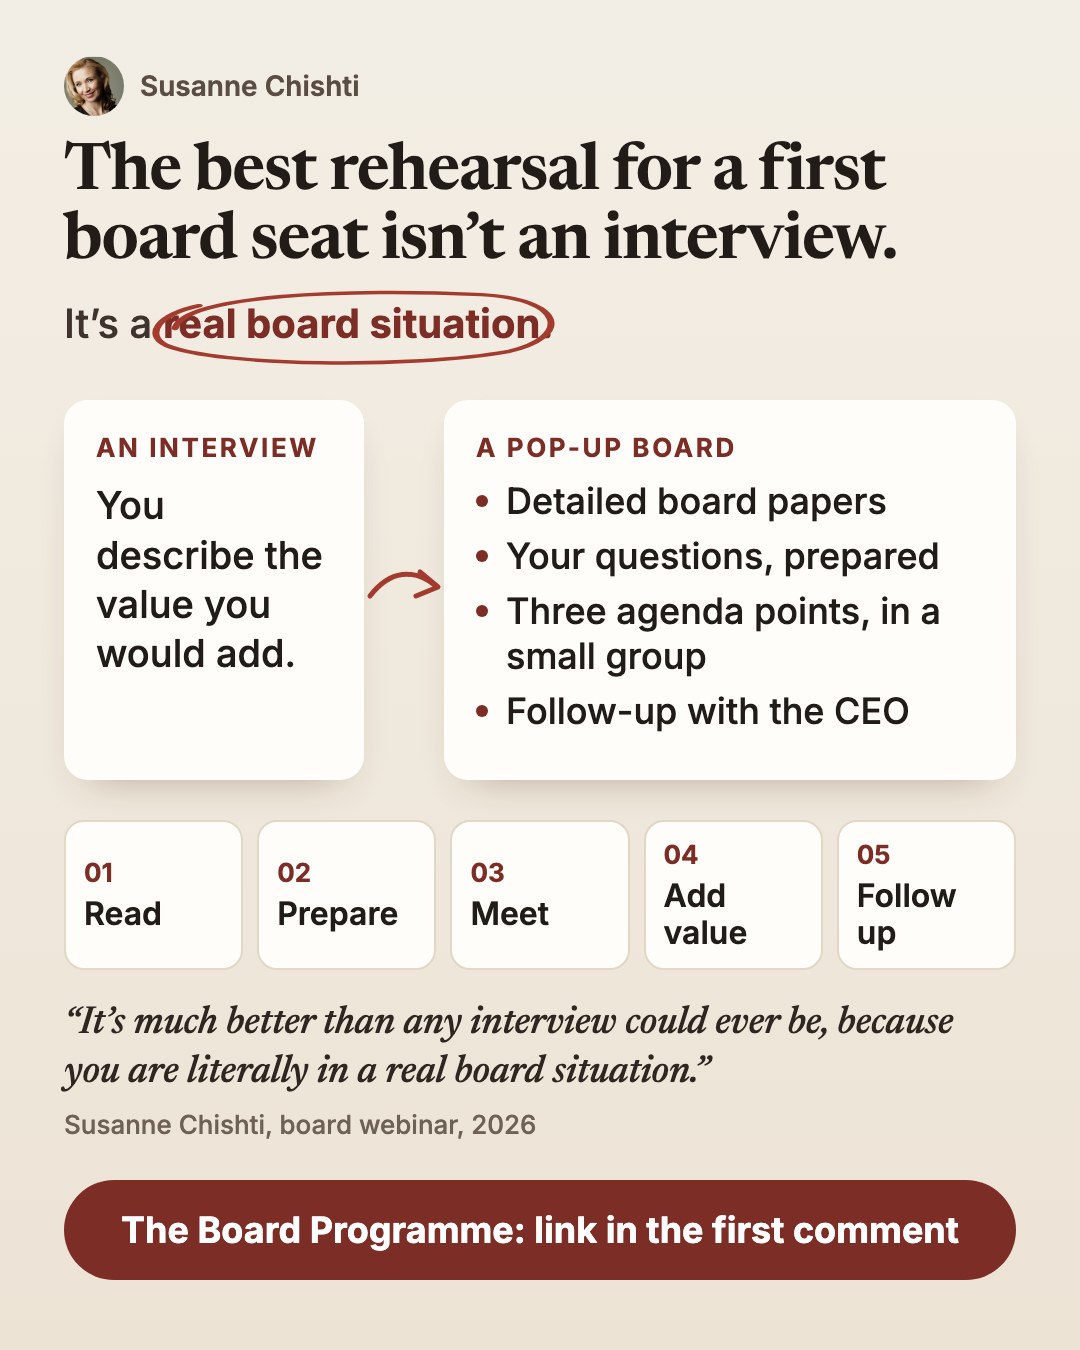 Susanne Chishti
The best rehearsal for a first
board seat isn’t an interview.
It’s a real board situation.
AN INTERVIEW
You
describe the
value you
would add.
A POP-UP BOARD
• Detailed board papers
• Your questions, prepared
• Three agenda points, in a
small group
• Follow-up with the CEO
01
Read
02
Prepare
03
Meet
04
Add
value
05
Follow
up
“It’s much better than any interview could ever be, because
you are literally in a real board situation.”
Susanne Chishti, board webinar, 2026
The Board Programme: link in the first comment